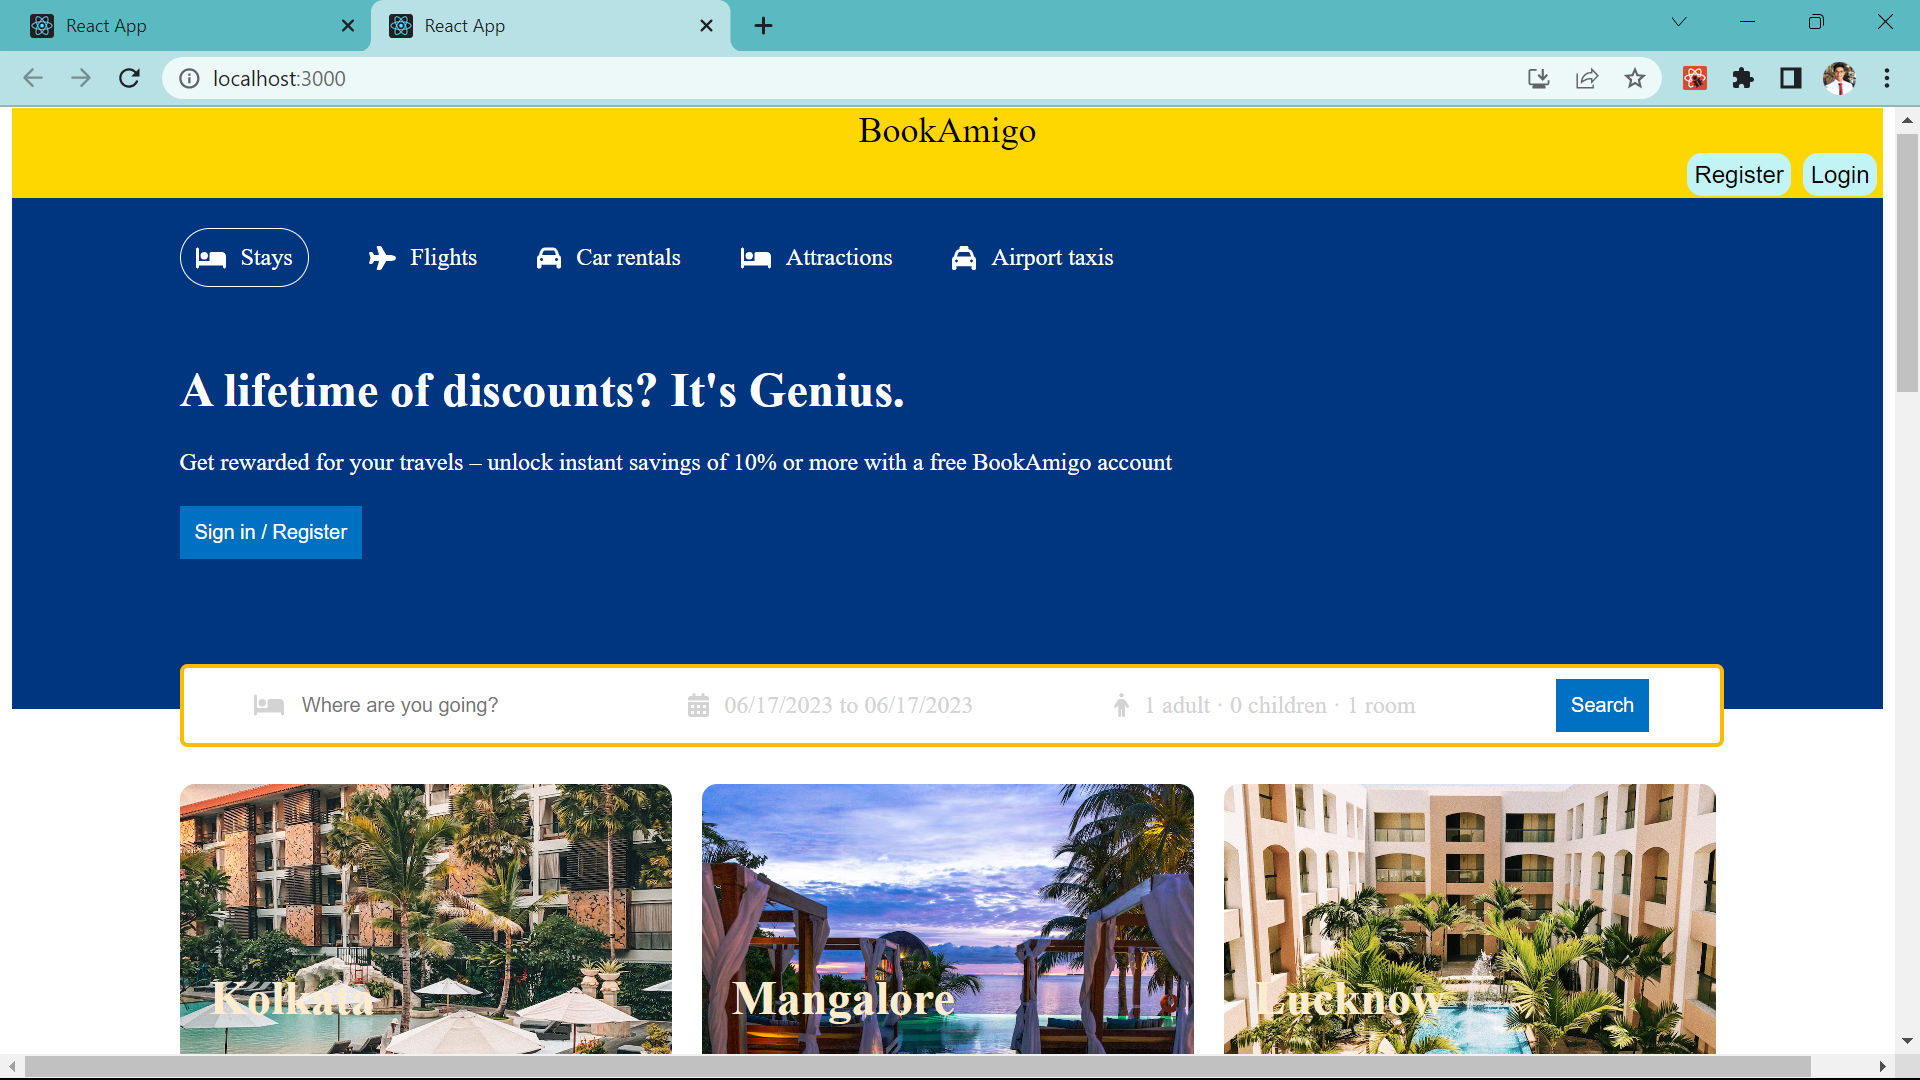 React App
React App
localhost:3000
BookAmigo
Register
Login
Stays
Flights
Car rentals
Attractions
Airport taxis
A lifetime of discounts? It's Genius.
Get rewarded for your travels – unlock instant savings of 10% or more with a free BookAmigo account
Sign in / Register
Where are you going?
06/17/2023 to 06/17/2023
1 adult · 0 children · 1 room
Search
Kolkata
Mangalore
Lucknow